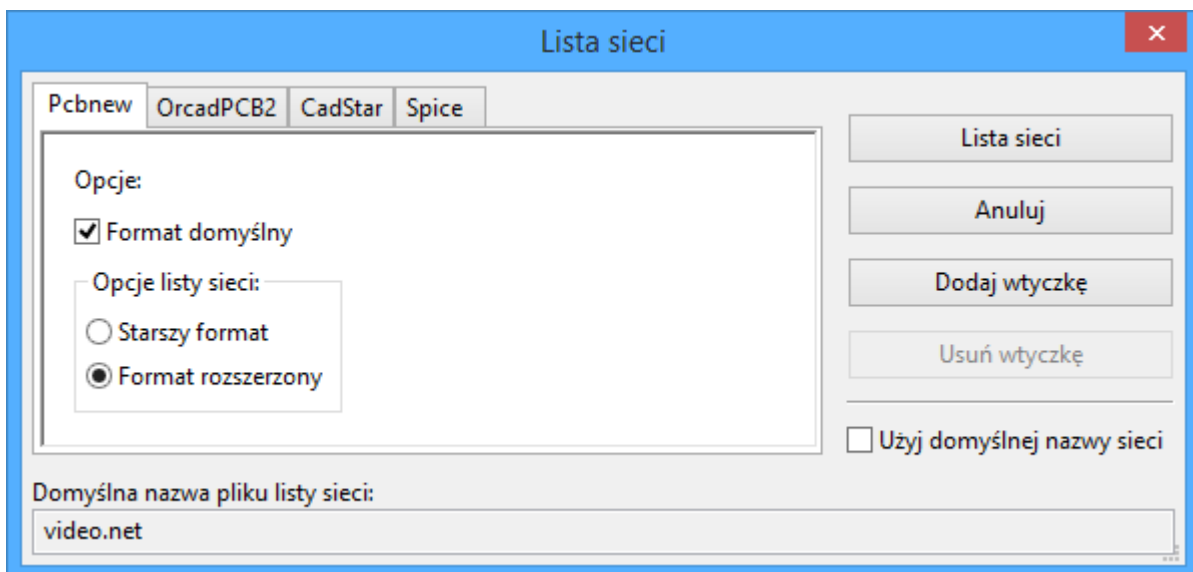 Lista sieci
Pcbnew OrcadPCB2 CadStar Spice
Opcje:
Format domyślny
Opcje listy sieci:
Starszy format
Format rozszerzony
Lista sieci
Anuluj
Dodaj wtyczkę
Usuń wtyczkę
Użyj domyślnej nazwy sieci
Domyślna nazwa pliku listy sieci:
video.net